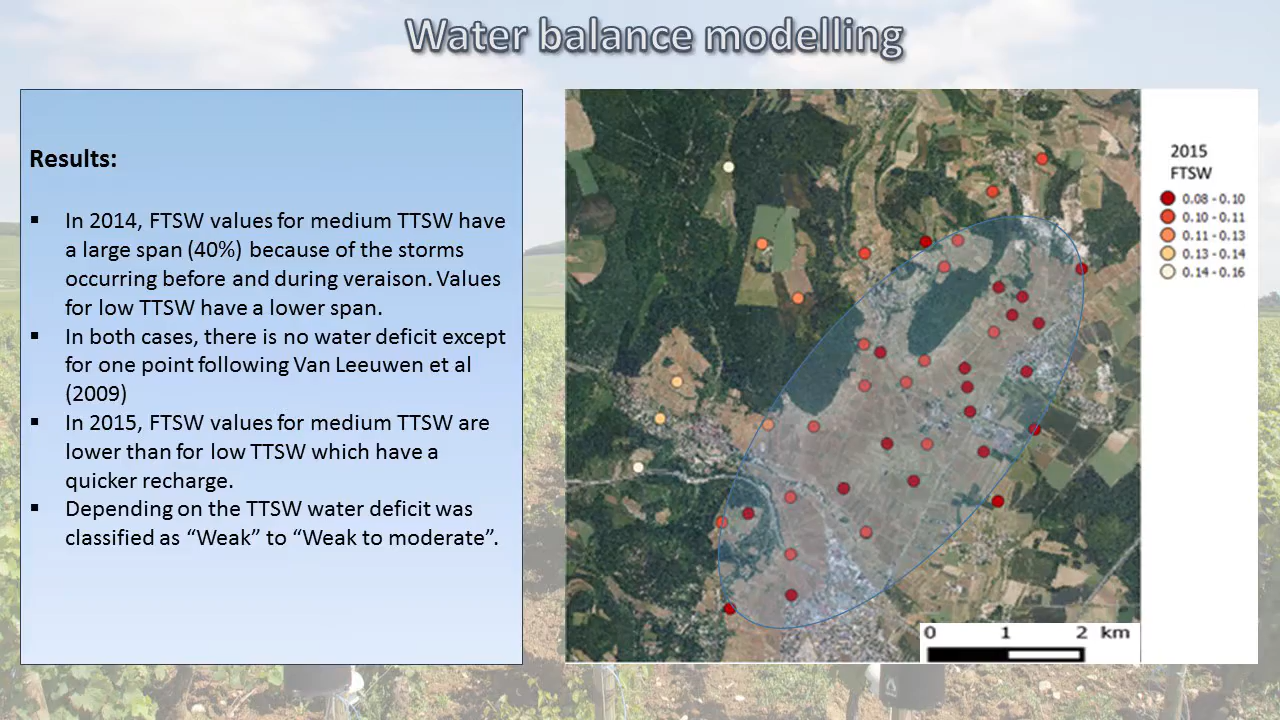 Water balance modelling
Results:
▪ In 2014, FTSW values for medium TTSW have
a large span (40%) because of the storms
occurring before and during veraison. Values
for low TTSW have a lower span.
▪ In both cases, there is no water deficit except
for one point following Van Leeuwen et al
(2009)
▪ In 2015, FTSW values for medium TTSW are
lower than for low TTSW which have a
quicker recharge.
▪ Depending on the TTSW water deficit was
classified as “Weak” to “Weak to moderate”.
2015
FTSW
0.08 - 0.10
0.10 - 0.11
0.11 - 0.13
0.13 - 0.14
0.14 - 0.16
0 1 2 km